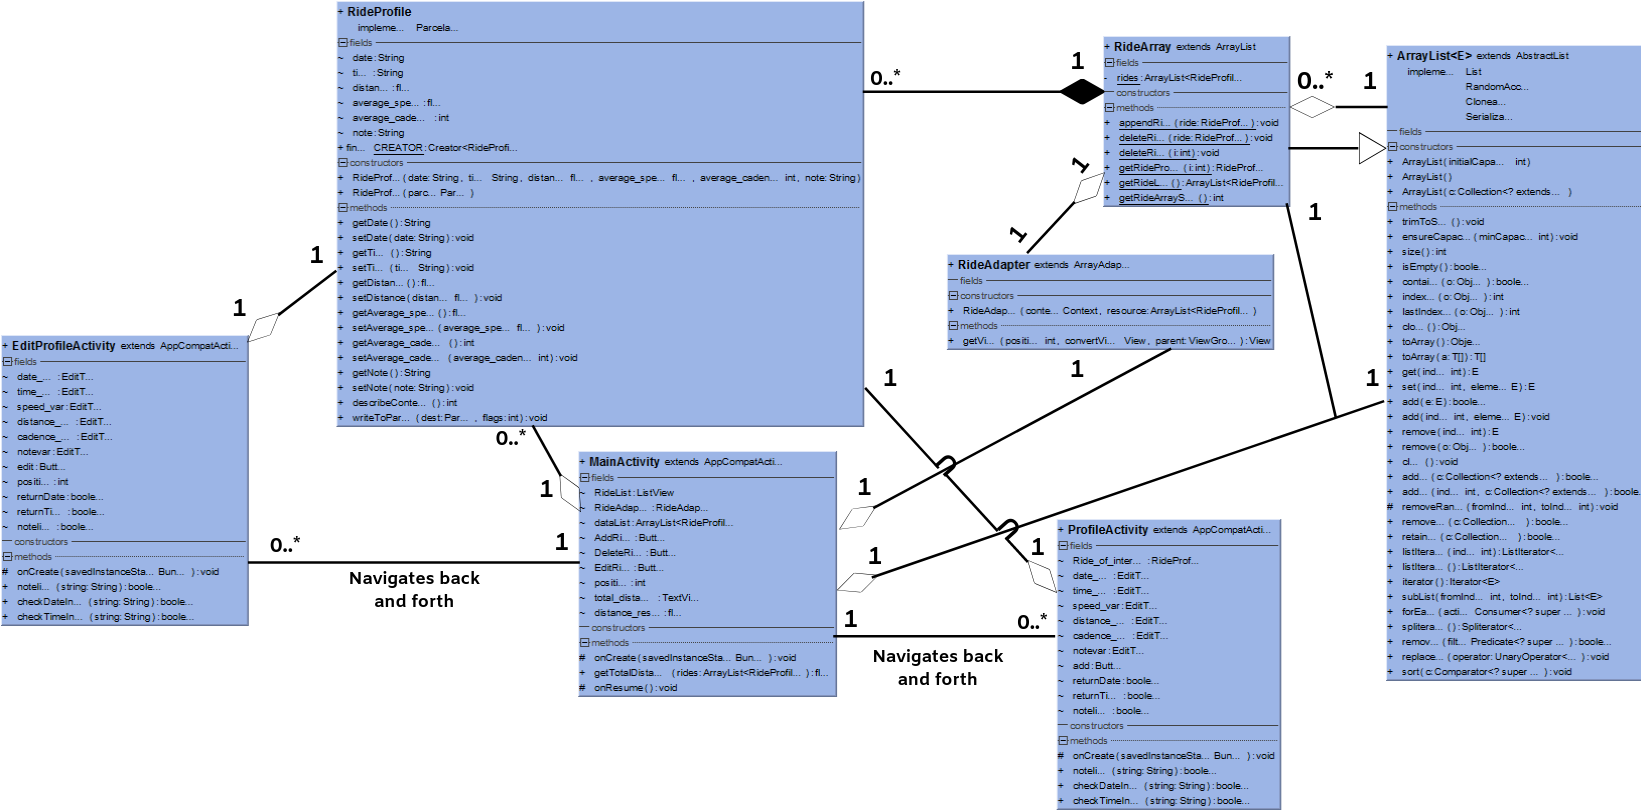 + RideProfile
impleme... Parcela...
fields
~ date: String
~ ti... : String
~ distan... : fl...
~ average_spe... : fl...
~ average_cade... : int
~ note: String
+ fin... CREATOR: Creator<RideProfi...
constructors
+ RideProf... ( date: String , ti... String, distan... fl... , average_spe... fl... , average_caden... int, note: String )
+ RideProf... ( parc... Par... )
methods
+ getDate ( ) : String
+ setDate ( date: String ) : void
+ getTi... ( ) : String
+ setTi... ( ti... String ) : void
+ getDistan... ( ) : fl...
+ setDistance ( distan... fl... ) : void
+ getAverage_spe... ( ) : fl...
+ setAverage_spe... ( average_spe... fl... ) : void
+ getAverage_cade... ( ) : int
+ setAverage_cade... ( average_caden... int ) : void
+ getNote ( ) : String
+ setNote ( note: String ) : void
+ describeConte... ( ) : int
+ writeToPar... ( dest: Par... , flags: int ) : void
0..*
1
+ RideArray extends ArrayList
fields
- rides : ArrayList<RideProfil...
constructors
methods
+ appendRi... ( ride: RideProf... ) : void
+ deleteRi... ( ride: RideProf... ) : void
+ deleteRi... ( i: int ) : void
+ getRidePro... ( i: int ) : RideProf...
+ getRideL... ( ) : ArrayList<RideProfil...
+ getRideArrayS... ( ) : int
0..*
1
+ ArrayList<E> extends AbstractList
impleme... List
RandomAcc...
Clonea...
Serializa...
fields
constructors
+ ArrayList ( initialCapa... int )
+ ArrayList ( )
+ ArrayList ( c: Collection<? extends... )
methods
+ trimToS... ( ) : void
+ ensureCapac... ( minCapac... int ) : void
+ size ( ) : int
+ isEmpty ( ) : boole...
+ contai... ( o: Obj... ) : boole...
+ index... ( o: Obj... ) : int
+ lastIndex... ( o: Obj... ) : int
+ clo... ( ) : Obj...
+ toArray ( ) : Obje...
+ toArray ( a: T[] ) : T[]
+ get ( ind... int ) : E
+ set ( ind... int, eleme... E ) : E
+ add ( e: E ) : boole...
+ add ( ind... int, eleme... E ) : void
+ remove ( ind... int ) : E
+ remove ( o: Obj... ) : boole...
+ cl... ( ) : void
+ add... ( c: Collection<? extends... ) : boole...
+ add... ( ind... int, c: Collection<? extends... ) : boole.
# removeRan... ( fromInd... int, toInd... int ) : void
+ remove... ( c: Collection... ) : boole...
+ retain... ( c: Collection... ) : boole...
+ listItera... ( ind... int ) : ListIterator<...
+ listItera... ( ) : ListIterator<...
+ iterator ( ) : Iterator<E>
+ subList ( fromInd... int, toInd... int ) : List<E>
+ forEa... ( acti... Consumer<? super ... ) : void
+ splitera... ( ) : Spliterator<...
+ remov... ( filt... Predicate<? super ... ) : boole...
+ replace... ( operator: UnaryOperator<... ) : void
+ sort ( c: Comparator<? super ... ) : void
1
1
1
+ RideAdapter extends ArrayAdap...
fields
constructors
+ RideAdap... ( conte... Context, resource: ArrayList<RideProfil... )
methods
+ getVi... ( positi... int, convertVi... View, parent: ViewGro... ) : View
1
1
+ EditProfileActivity extends AppCompatActi...
fields
~ date_... : EditT...
~ time_... : EditT...
~ speed_var: EditT...
~ distance_... : EditT...
~ cadence_... : EditT...
~ notevar: EditT...
~ edit: Butt...
~ positi... : int
~ returnDate: boole...
~ returnTi... : boole...
~ noteli... : boole...
constructors
methods
# onCreate ( savedInstanceSta... Bun... ) : void
+ noteli... ( string: String ) : boole...
+ checkDateIn... ( string: String ) : boole...
+ checkTimeIn... ( string: String ) : boole...
0..*
1
+ MainActivity extends AppCompatActi...
fields
~ RideList : ListView
~ RideAdap... : RideAdap...
~ dataList: ArrayList<RideProfil...
~ AddRi... : Butt...
~ DeleteRi... : Butt...
~ EditRi... : Butt...
~ positi... : int
~ total_dista... : TextVi...
~ distance_res... : fl...
constructors
methods
# onCreate ( savedInstanceSta... Bun... ) : void
+ getTotalDista... ( rides: ArrayList<RideProfil... ) : fl...
# onResume ( ) : void
0..*
1
Navigates back
and forth
1
1
1
1
1
1
1
0..*
Navigates back
and forth
+ ProfileActivity extends AppCompatActi...
fields
~ Ride_of_inter... : RideProf...
~ date_... : EditT...
~ time_... : EditT...
~ speed_var: EditT...
~ distance_... : EditT...
~ cadence_... : EditT...
~ notevar: EditT...
~ add: Butt...
~ returnDate: boole...
~ returnTi... : boole...
~ noteli... : boole...
constructors
methods
# onCreate ( savedInstanceSta... Bun... ) : void
+ noteli... ( string: String ) : boole...
+ checkDateIn... ( string: String ) : boole...
+ checkTimeIn... ( string: String ) : boole...